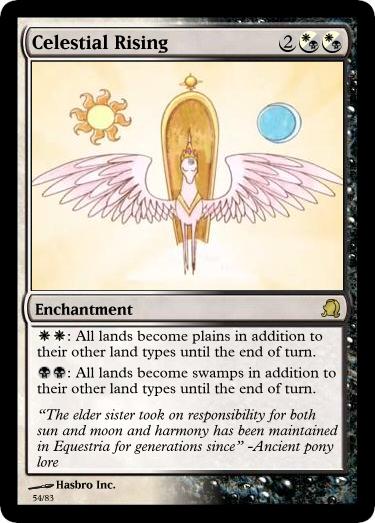 Celestial Rising 2
Enchantment
: All lands become plains in addition to
their other land types until the end of turn.
: All lands become swamps in addition to
their other land types until the end of turn.
“The elder sister took on responsibility for both
sun and moon and harmony has been maintained
in Equestria for generations since” -Ancient pony
lore
Hasbro Inc.
54/83